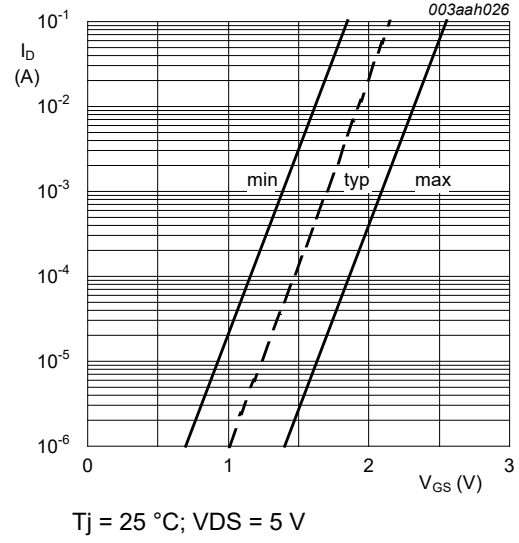 003aah026
10⁻¹
I_D
(A)
10⁻²
10⁻³
min
typ
max
10⁻⁴
10⁻⁵
10⁻⁶
0
1
2
3
V_GS (V)
Tj = 25 °C; VDS = 5 V